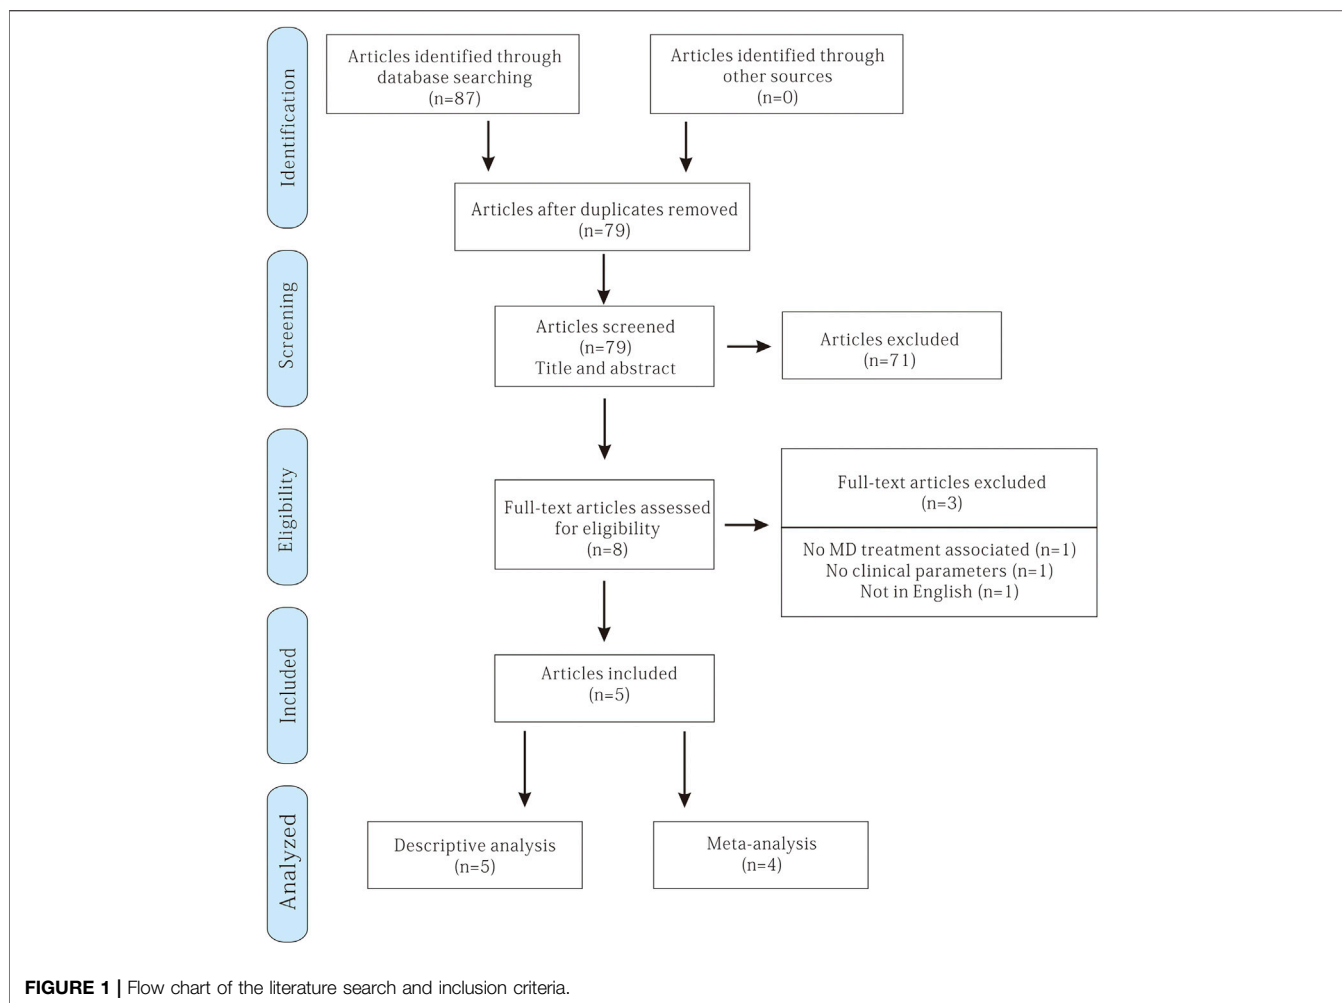 Identification
Articles identified through
database searching
(n=87)
Articles identified through
other sources
(n=0)
Articles after duplicates removed
(n=79)
Screening
Articles screened
(n=79)
Title and abstract
Articles excluded
(n=71)
Eligibility
Full-text articles assessed
for eligibility
(n=8)
Full-text articles excluded
(n=3)
No MD treatment associated (n=1)
No clinical parameters (n=1)
Not in English (n=1)
Included
Articles included
(n=5)
Analyzed
Descriptive analysis
(n=5)
Meta-analysis
(n=4)
FIGURE 1 | Flow chart of the literature search and inclusion criteria.